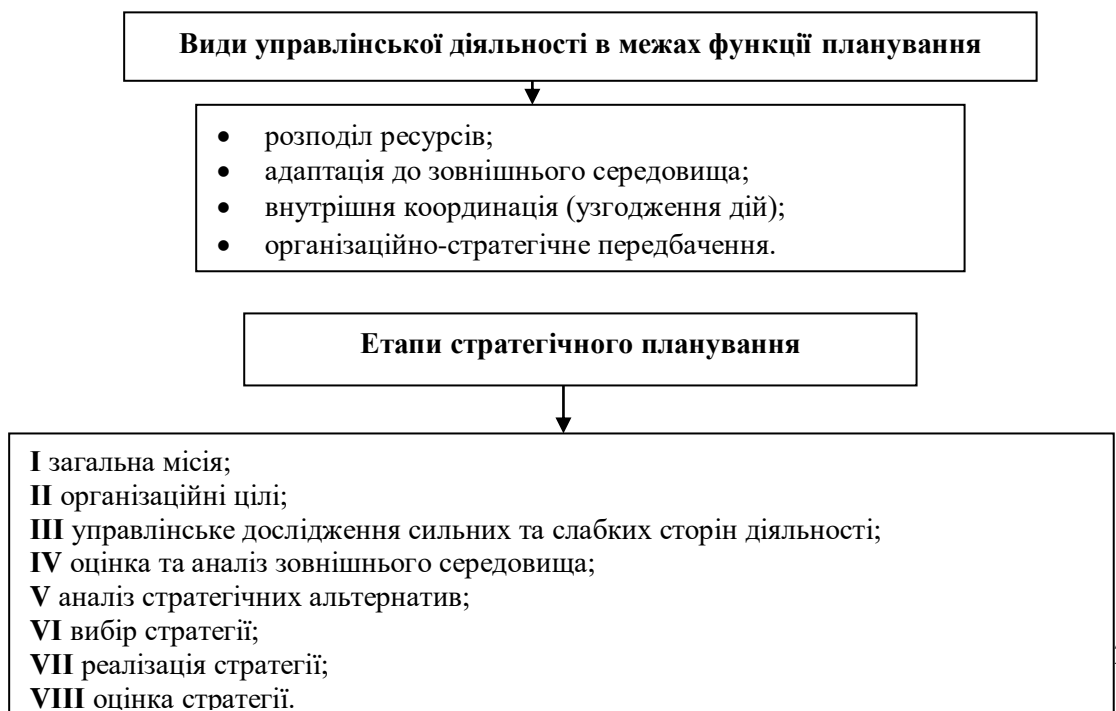 Види управлінської діяльності в межах функції планування
• розподіл ресурсів;
• адаптація до зовнішнього середовища;
• внутрішня координація (узгодження дій);
• організаційно-стратегічне передбачення.
Етапи стратегічного планування
I загальна місія;
II організаційні цілі;
III управлінське дослідження сильних та слабких сторін діяльності;
IV оцінка та аналіз зовнішнього середовища;
V аналіз стратегічних альтернатив;
VI вибір стратегії;
VII реалізація стратегії;
VIII оцінка стратегії.